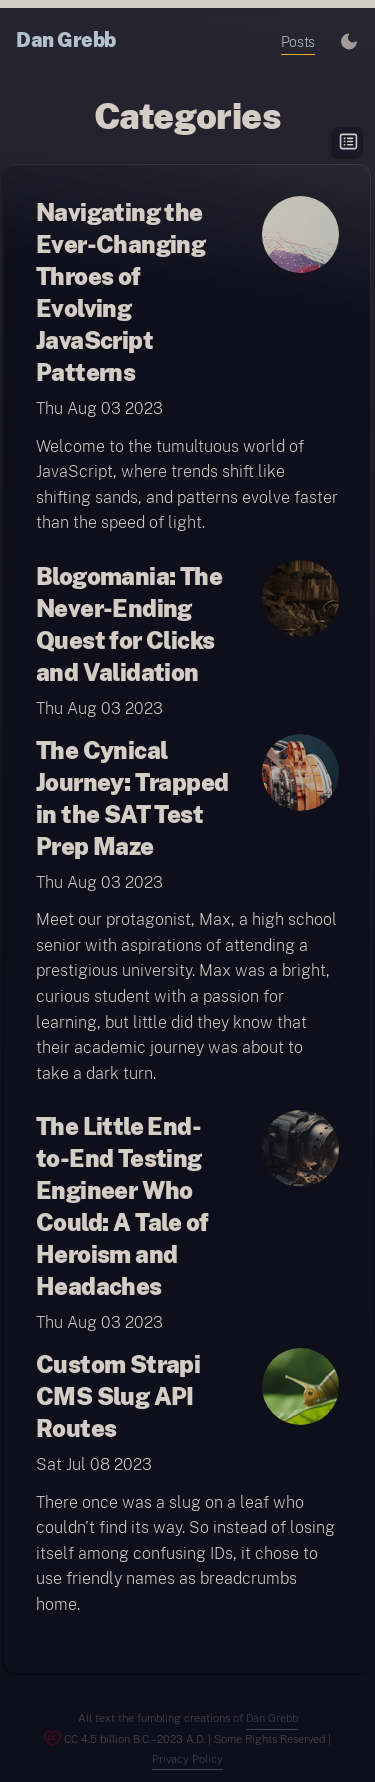 Dan Grebb
Posts
Categories
Navigating the
Ever-Changing
Throes of
Evolving
JavaScript
Patterns
Thu Aug 03 2023
Welcome to the tumultuous world of
JavaScript, where trends shift like
shifting sands, and patterns evolve faster
than the speed of light.
Blogomania: The
Never-Ending
Quest for Clicks
and Validation
Thu Aug 03 2023
The Cynical
Journey: Trapped
in the SAT Test
Prep Maze
Thu Aug 03 2023
Meet our protagonist, Max, a high school
senior with aspirations of attending a
prestigious university. Max was a bright,
curious student with a passion for
learning, but little did they know that
their academic journey was about to
take a dark turn.
The Little End-
to-End Testing
Engineer Who
Could: A Tale of
Heroism and
Headaches
Thu Aug 03 2023
Custom Strapi
CMS Slug API
Routes
Sat Jul 08 2023
There once was a slug on a leaf who
couldn't find its way. So instead of losing
itself among confusing IDs, it chose to
use friendly names as breadcrumbs
home.
All text the fumbling creations of Dan Grebb
CC 4.5 billion B.C.–2023 A.D. | Some Rights Reserved |
Privacy Policy